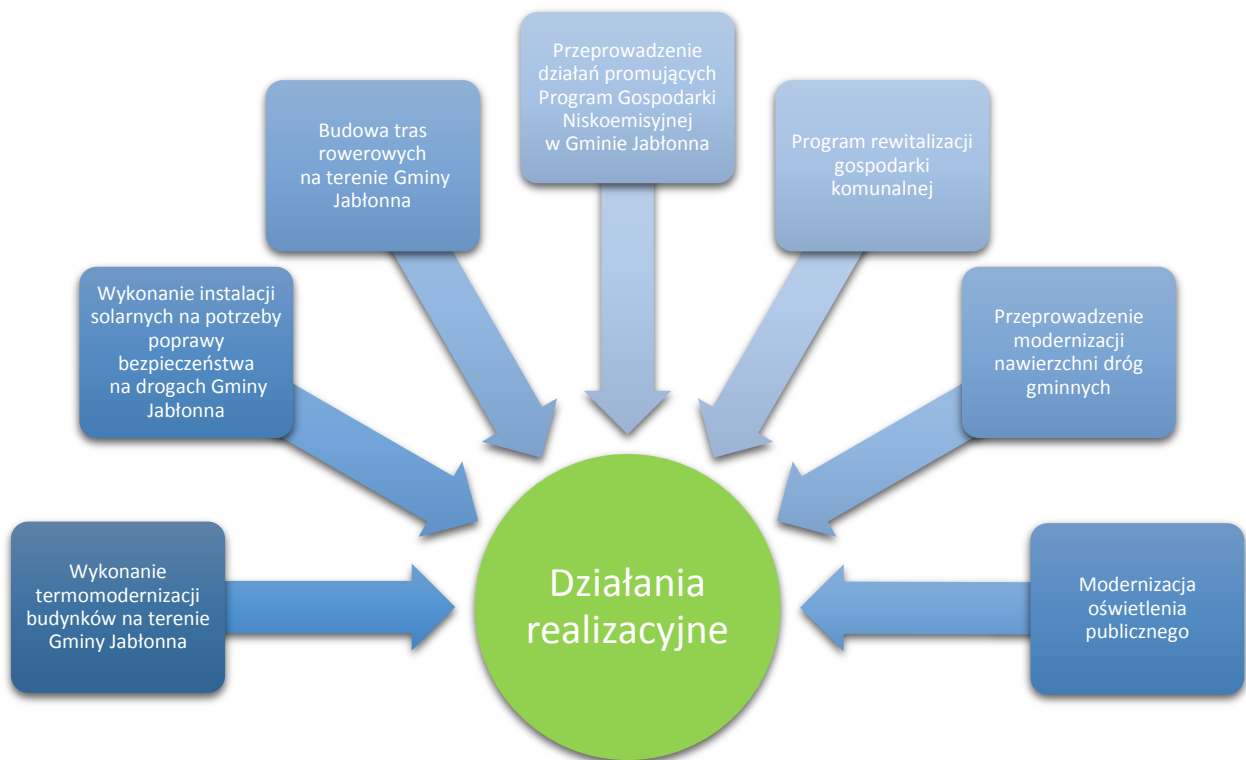 Przeprowadzenie
działań promujących
Program Gospodarki
Niskoemisyjnej
w Gminie Jabłonna
Budowa tras
rowerowych
na terenie Gminy
Jabłonna
Program rewitalizacji
gospodarki
komunalnej
Wykonanie instalacji
solarnych na potrzeby
poprawy
bezpieczeństwa
na drogach Gminy
Jabłonna
Przeprowadzenie
modernizacji
nawierzchni dróg
gminnych
Wykonanie
termomodernizacji
budynków na terenie
Gminy Jabłonna
Działania
realizacyjne
Modernizacja
oświetlenia
publicznego